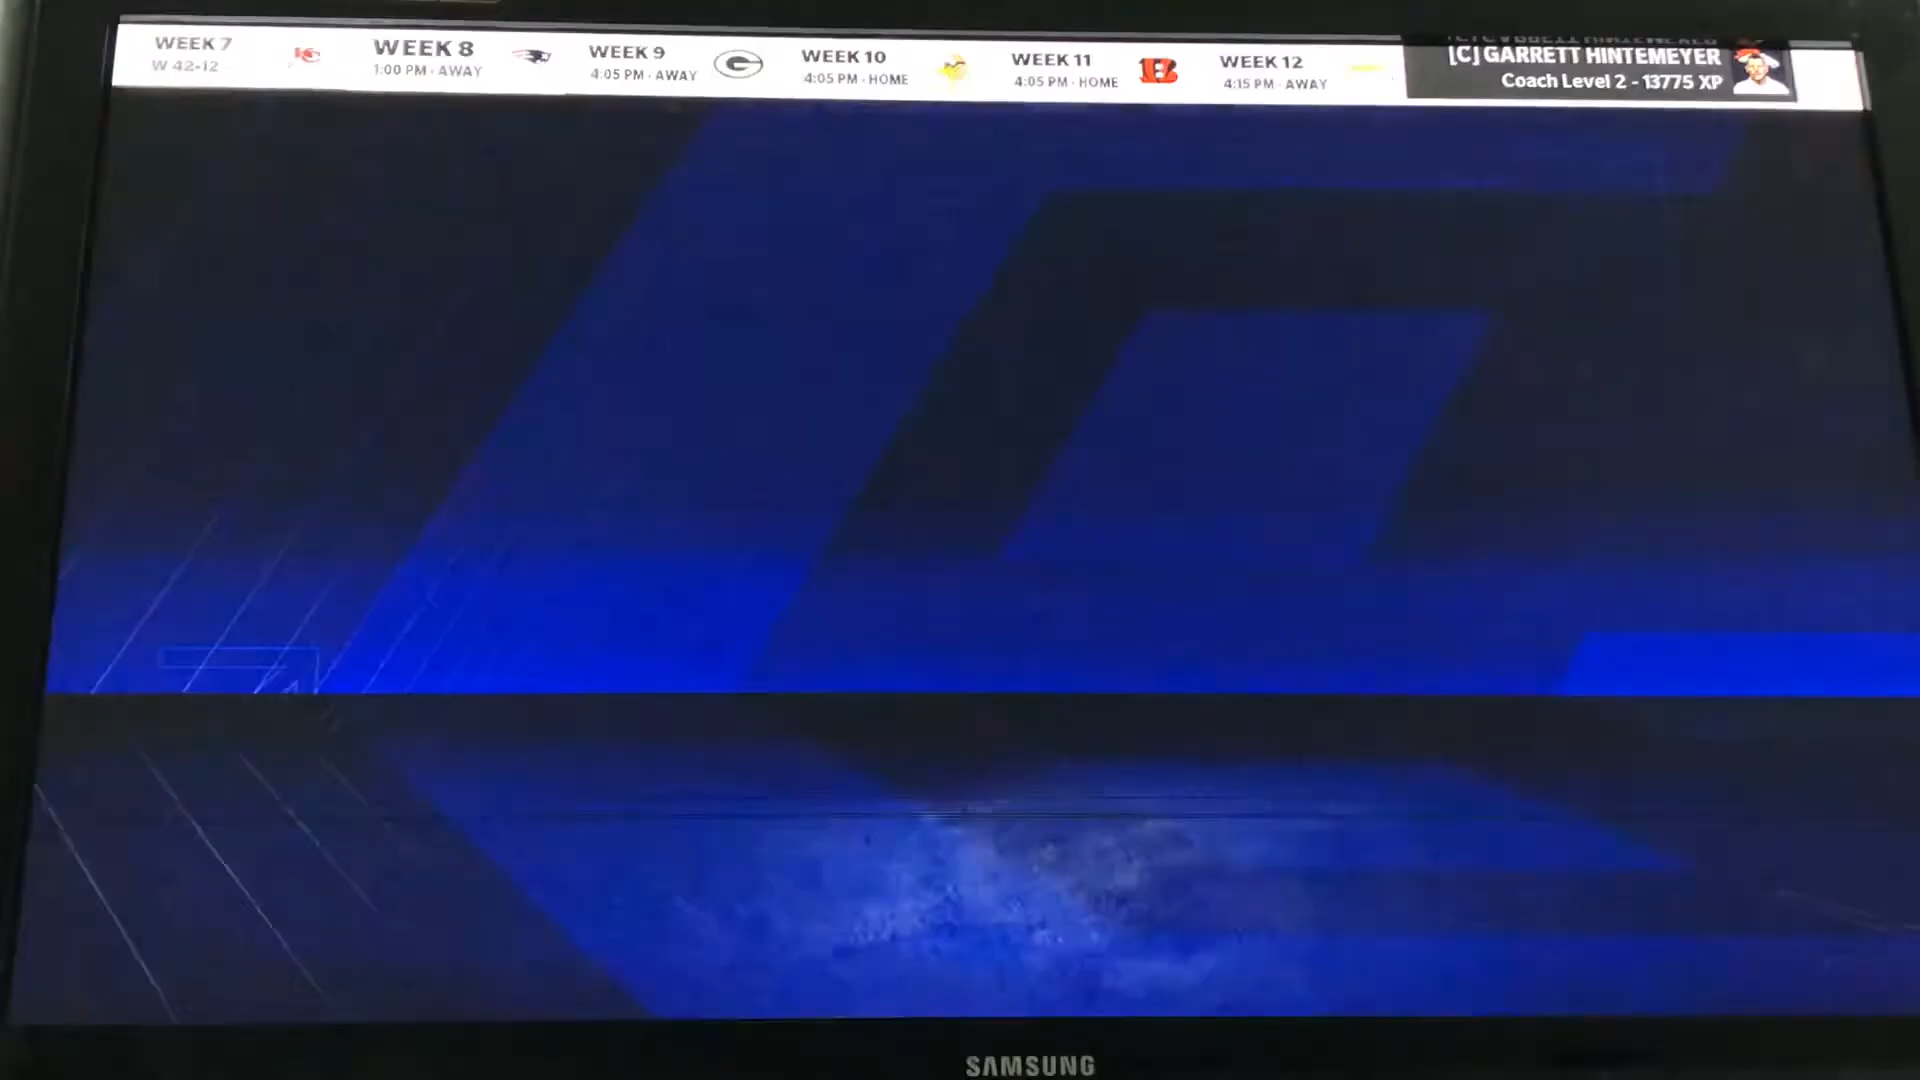 WEEK 7
W 42-12
WEEK 8
1:00 PM - AWAY
WEEK 9
4:05 PM - AWAY
WEEK 10
4:05 PM - HOME
WEEK 11
4:05 PM - HOME
WEEK 12
4:15 PM - AWAY
[C] GARRETT HINTEMEYER
Coach Level 2 - 13775 XP
SAMSUNG